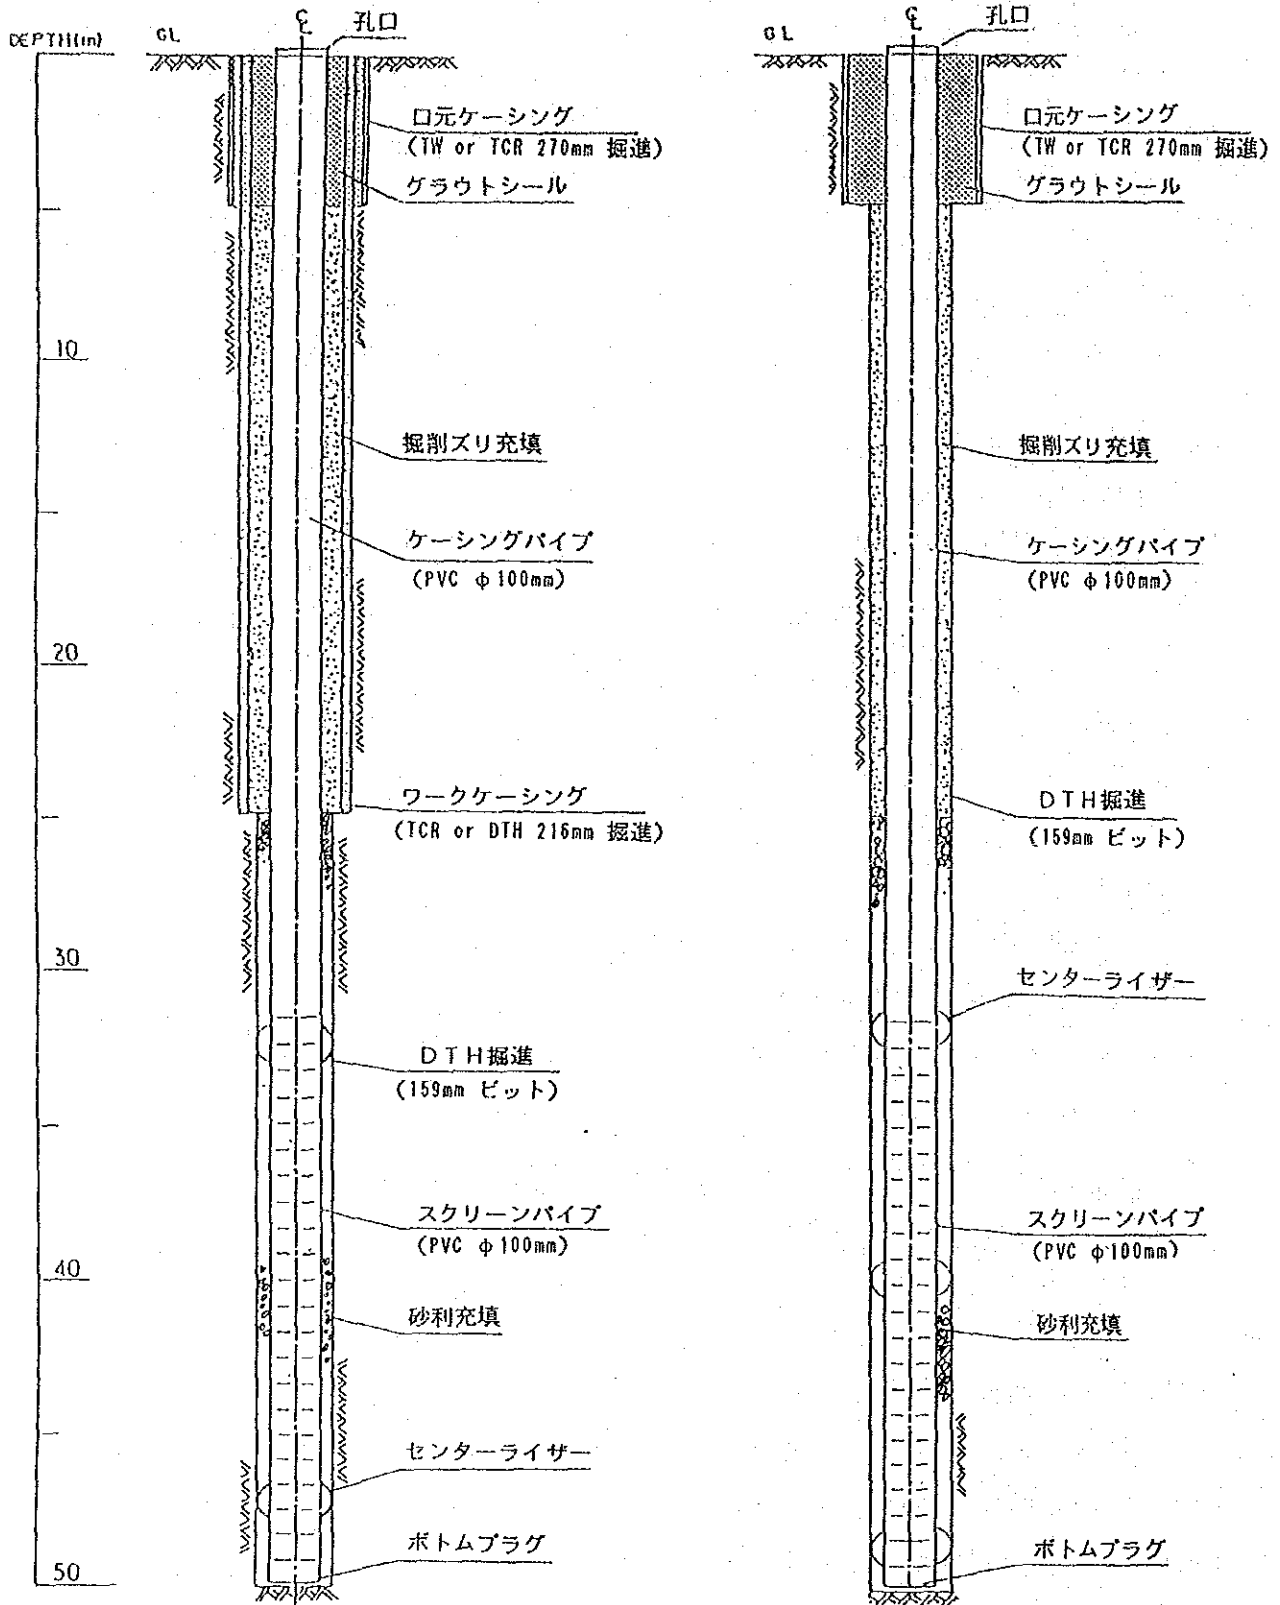 DEPTH(m)
GL
℄
孔口
口元ケーシング
(TW or TCR 270mm 掘進)
グラウトシール
10
掘削ズリ充填
ケーシングパイプ
(PVC φ100mm)
20
ワークケーシング
(TCR or DTH 216mm 掘進)
30
DTH掘進
(159mm ビット)
スクリーンパイプ
(PVC φ100mm)
40
砂利充填
センターライザー
ボトムプラグ
50
GL
℄
孔口
口元ケーシング
(TW or TCR 270mm 掘進)
グラウトシール
掘削ズリ充填
ケーシングパイプ
(PVC φ100mm)
DTH掘進
(159mm ビット)
センターライザー
スクリーンパイプ
(PVC φ100mm)
砂利充填
ボトムプラグ